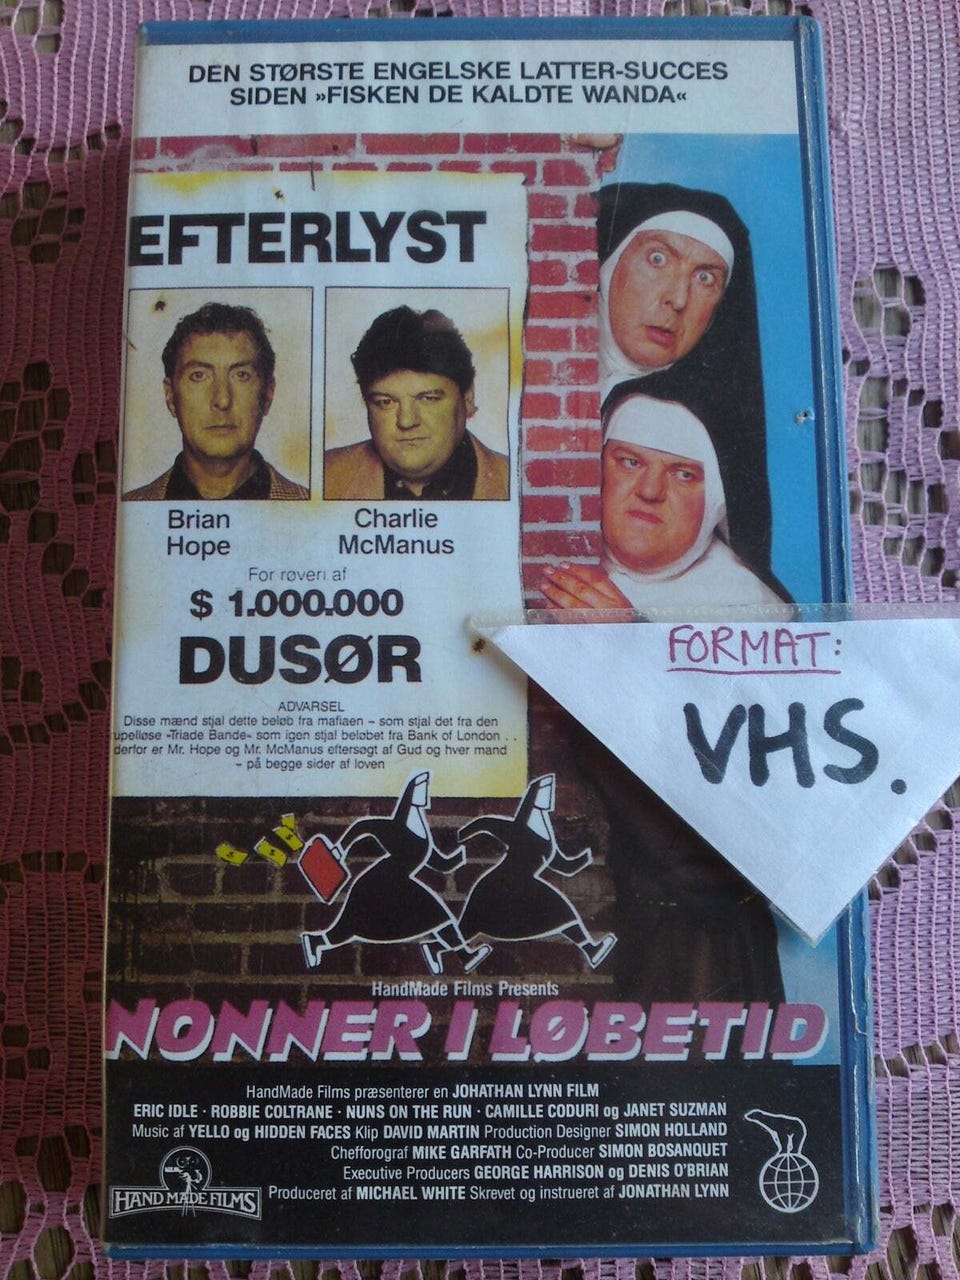 DEN STØRSTE ENGELSKE LATTER-SUCCES
SIDEN »FISKEN DE KALDTE WANDA«
EFTERLYST
Brian
Hope
Charlie
McManus
For røveri af
$ 1.000.000
DUSØR
ADVARSEL
Disse mænd stjal dette beløb fra mafiaen – som stjal det fra den
upelløse »Triade Bande« som igen stjal beløbet fra Bank of London . .
derfor er Mr. Hope og Mr. McManus eftersøgt af Gud og hver mand
– på begge sider af loven
FORMAT:
VHS.
HandMade Films Presents
NONNER I LØBETID
HandMade Films præsenterer en JOHATHAN LYNN FILM
ERIC IDLE · ROBBIE COLTRANE · NUNS ON THE RUN · CAMILLE CODURI og JANET SUZMAN
Music af YELLO og HIDDEN FACES Klip DAVID MARTIN Production Designer SIMON HOLLAND
Chefforograf MIKE GARFATH Co-Producer SIMON BOSANQUET
Executive Producers GEORGE HARRISON og DENIS O'BRIAN
Produceret af MICHAEL WHITE Skrevet og instrueret af JONATHAN LYNN
HANDMADE FILMS